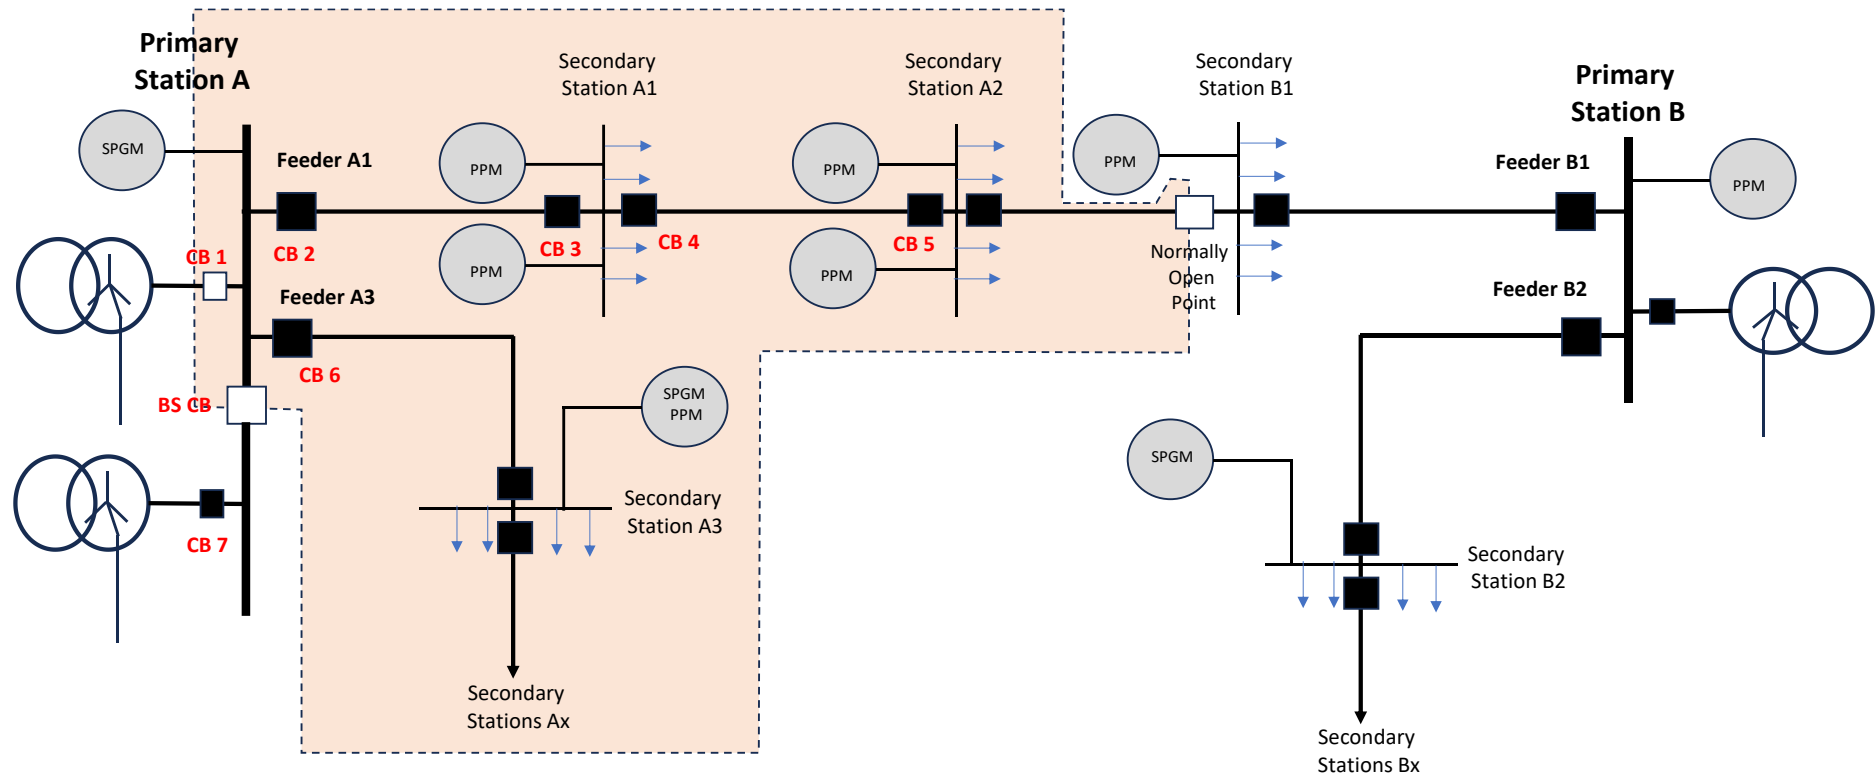 Primary
Station A
SPGM
Feeder A1
CB 1
CB 2
Feeder A3
CB 6
BS CB
CB 7
Secondary
Station A1
PPM
PPM
CB 3
CB 4
Secondary
Station A2
PPM
PPM
CB 5
Secondary
Station B1
PPM
Normally
Open
Point
Primary
Station B
Feeder B1
PPM
Feeder B2
SPGM
PPM
Secondary
Station A3
Secondary
Stations Ax
SPGM
Secondary
Station B2
Secondary
Stations Bx